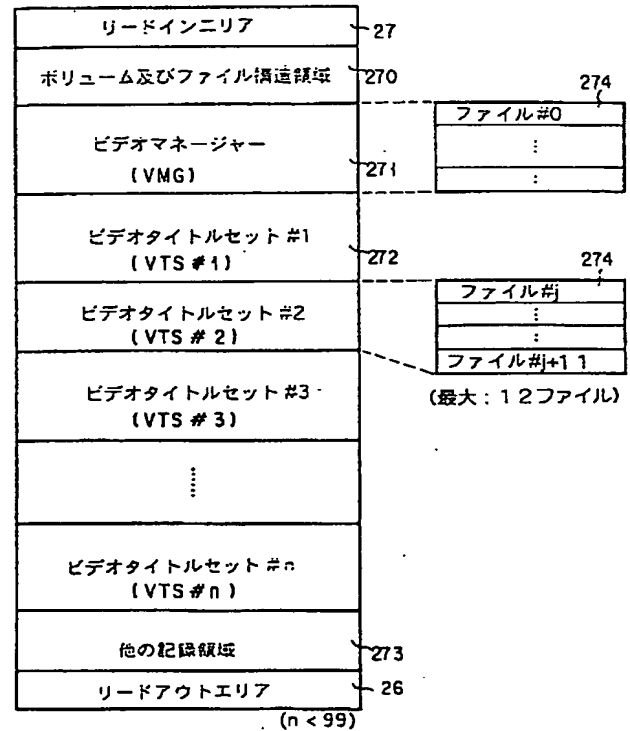 リードインエリア
27
ボリューム及びファイル構造領域
270
ビデオマネージャー
(VMG)
271
274
ファイル#0
⋮
:
ビデオタイトルセット #1
(VTS #1)
272
ビデオタイトルセット #2
(VTS # 2)
274
ファイル#j
⋮
:
ファイル#j+11
(最大:12ファイル)
ビデオタイトルセット #3
(VTS # 3)
⋮
ビデオタイトルセット #n
(VTS #n)
他の記録領域
273
リードアウトエリア
26
(n < 99)